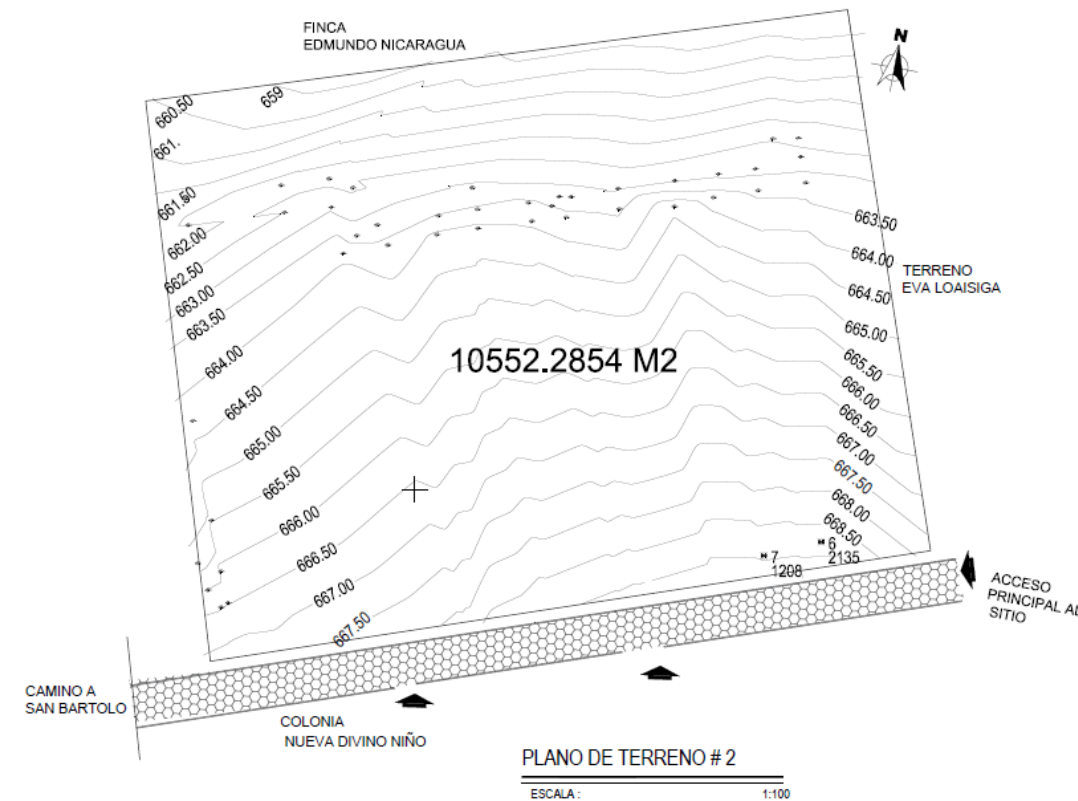 FINCA
EDMUNDO NICARAGUA
N
660.50
659
661.
661.50
662.00
662.50
663.00
663.50
664.00
664.50
665.00
665.50
666.00
666.50
667.00
667.50
663.50
664.00
664.50
665.00
665.50
666.00
666.50
667.00
667.50
668.00
668.50
TERRENO
EVA LOAISIGA
10552.2854 M2
7
1208
6
2135
ACCESO
PRINCIPAL AL
SITIO
CAMINO A
SAN BARTOLO
COLONIA
NUEVA DIVINO NIÑO
PLANO DE TERRENO # 2
ESCALA : 1:100